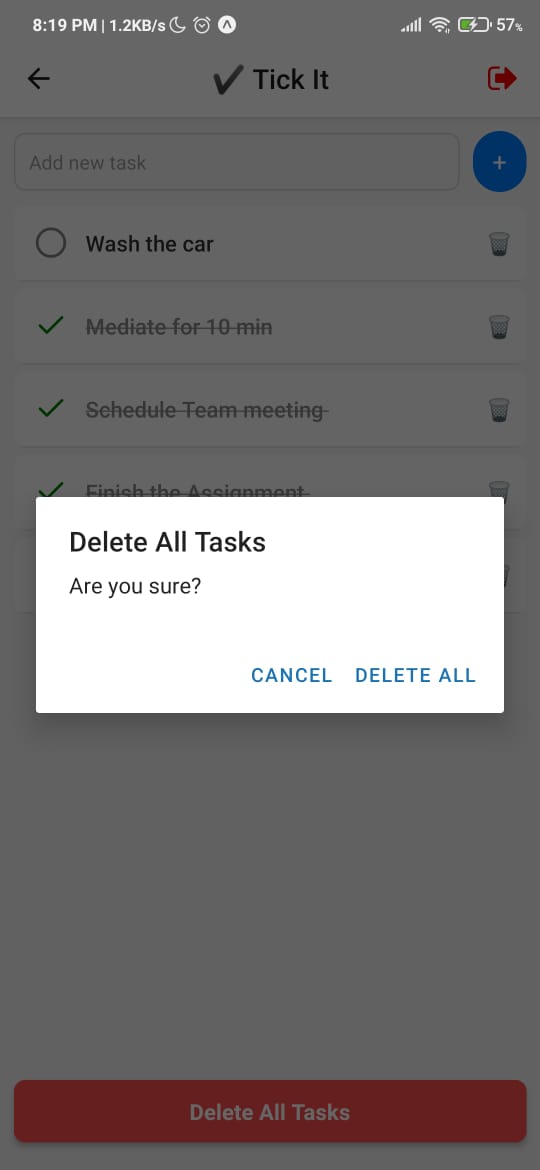 8:19 PM | 1.2KB/s
57%
Tick It
Add new task
+
Wash the car
Mediate for 10 min
Schedule Team meeting
Finish the Assignment
Delete All Tasks
Are you sure?
CANCEL DELETE ALL
Delete All Tasks